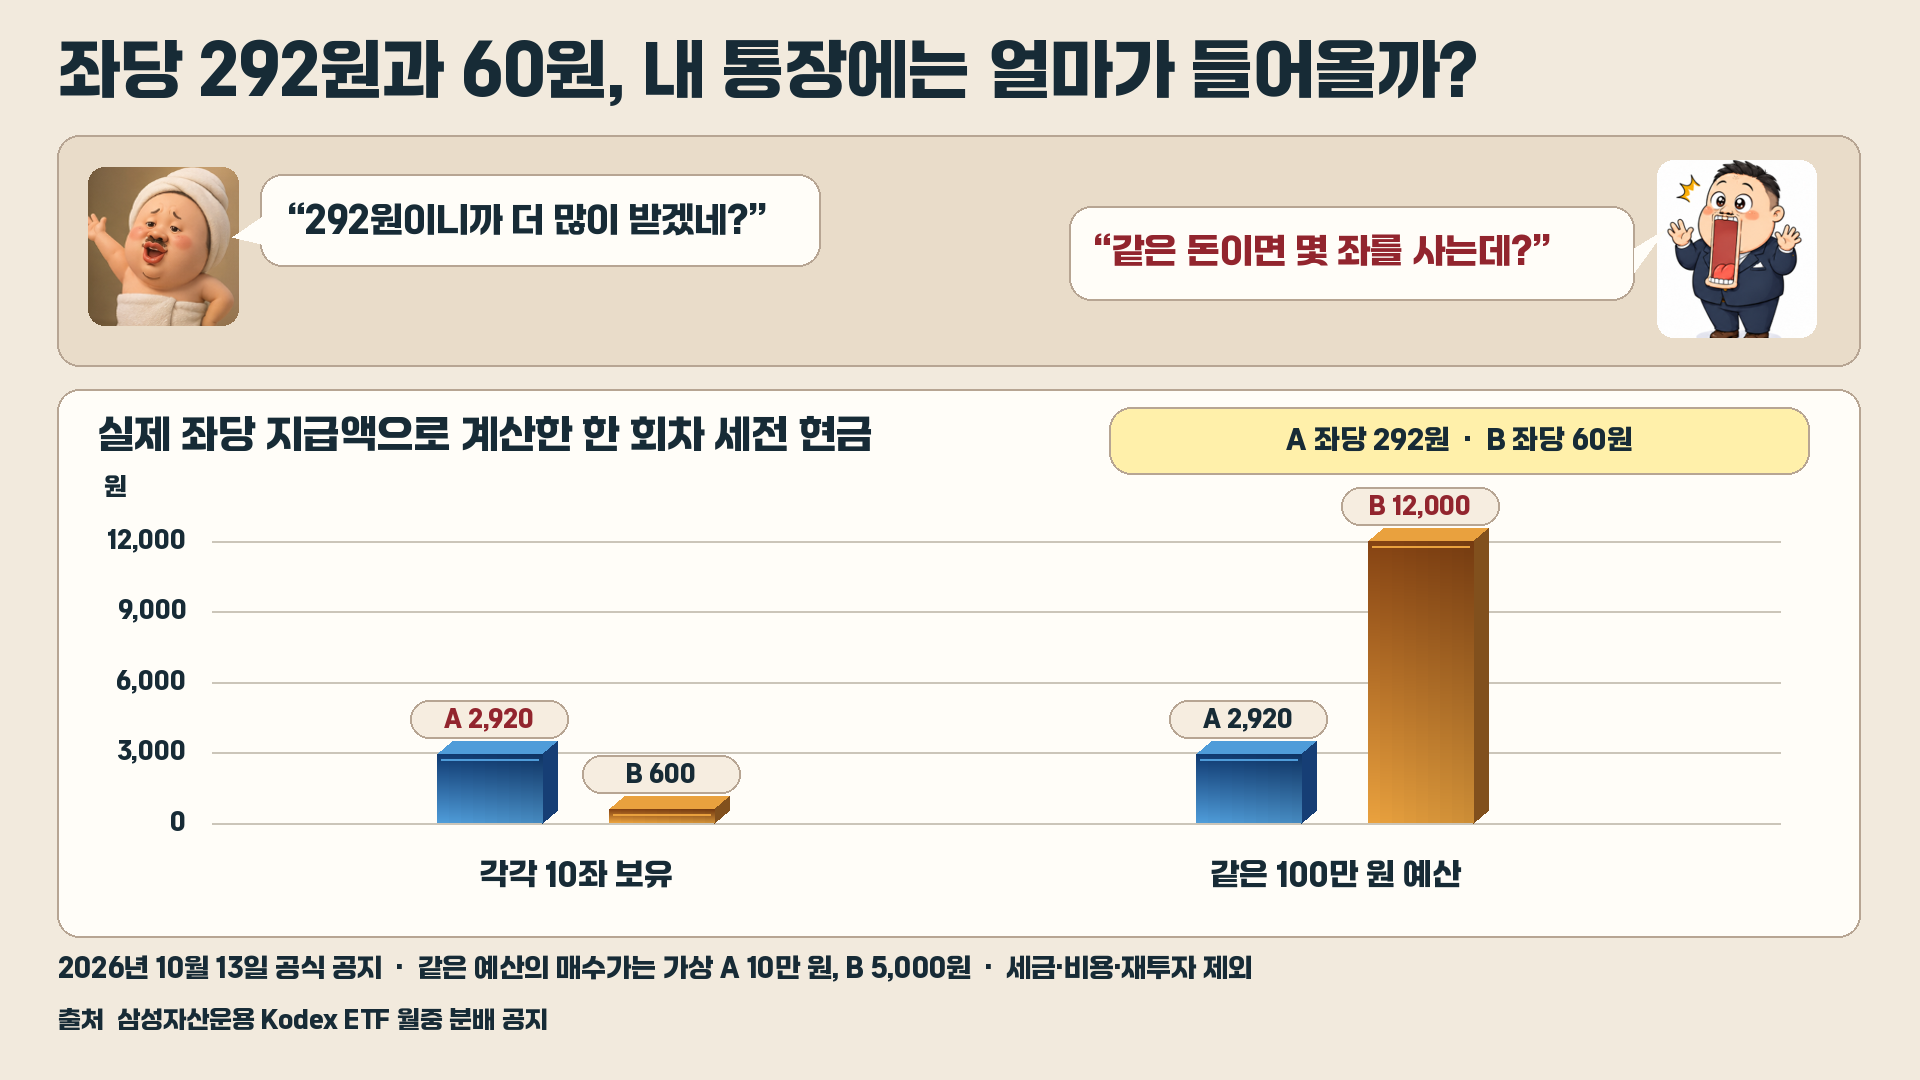 좌당 292원과 60원, 내 통장에는 얼마가 들어올까?
“292원이니까 더 많이 받겠네?”
“같은 돈이면 몇 좌를 사는데?”
실제 좌당 지급액으로 계산한 한 회차 세전 현금
A 좌당 292원 · B 좌당 60원
원
12,000
9,000
6,000
3,000
0
A 2,920
B 600
A 2,920
B 12,000
각각 10좌 보유
같은 100만 원 예산
2026년 10월 13일 공식 공지 · 같은 예산의 매수가는 가상 A 10만 원, B 5,000원 · 세금·비용·재투자 제외
출처 삼성자산운용 Kodex ETF 월중 분배 공지